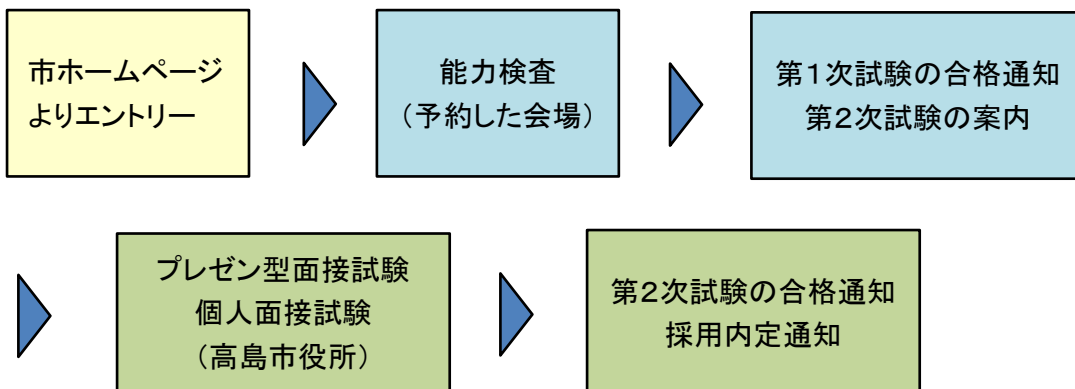 市ホームページ
よりエントリー
能力検査
（予約した会場）
第１次試験の合格通知
第２次試験の案内
プレゼン型面接試験
個人面接試験
（高島市役所）
第２次試験の合格通知
採用内定通知